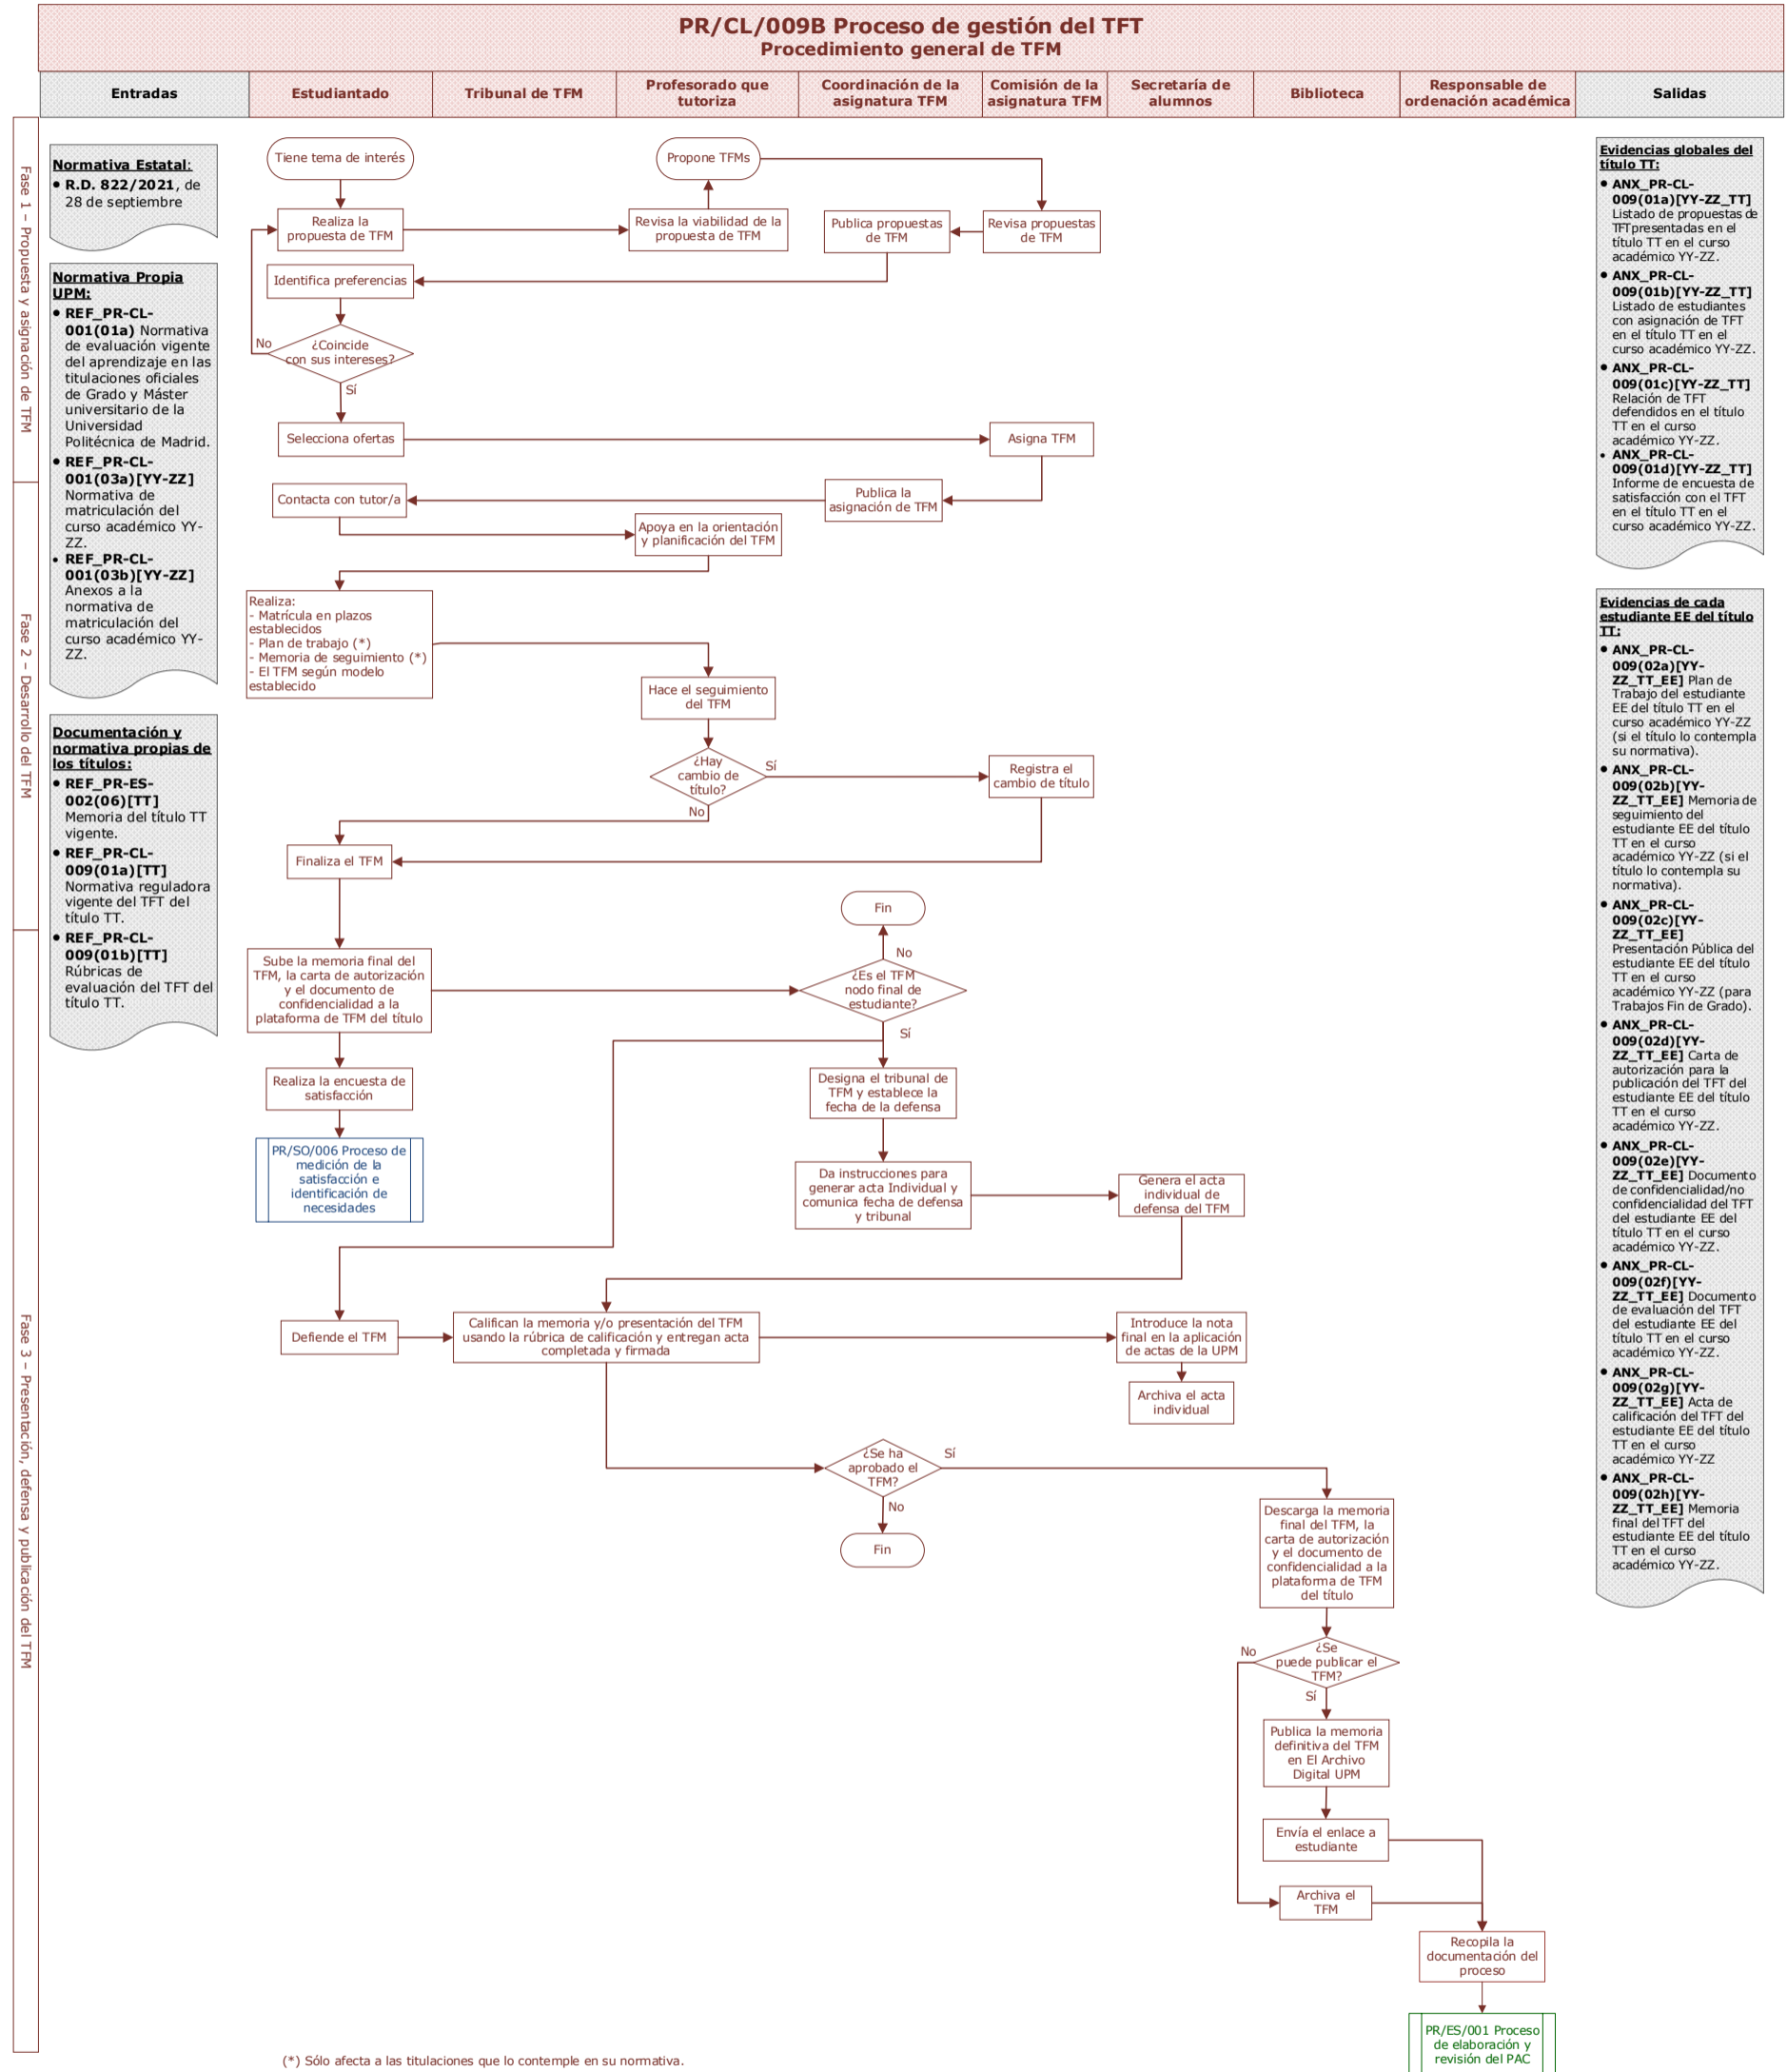 PR/CL/009B Proceso de gestión del TFT
Procedimiento general de TFM
Entradas
Estudiantado
Tribunal de TFM
Profesorado que
tutoriza
Coordinación de la
asignatura TFM
Comisión de la
asignatura TFM
Secretaría de
alumnos
Biblioteca
Responsable de
ordenación académica
Salidas
Fase 1 – Propuesta y asignación de TFM
Fase 2 – Desarrollo del TFM
Fase 3 – Presentación, defensa y publicación del TFM
Normativa Estatal:
• R.D. 822/2021, de
28 de septiembre
Normativa Propia
UPM:
• REF_PR-CL-
001(01a) Normativa
de evaluación vigente
del aprendizaje en las
titulaciones oficiales
de Grado y Máster
universitario de la
Universidad
Politécnica de Madrid.
• REF_PR-CL-
001(03a)[YY-ZZ]
Normativa de
matriculación del
curso académico YY-
ZZ.
• REF_PR-CL-
001(03b)[YY-ZZ]
Anexos a la
normativa de
matriculación del
curso académico YY-
ZZ.
Documentación y
normativa propias de
los títulos:
• REF_PR-ES-
002(06)[TT]
Memoria del título TT
vigente.
• REF_PR-CL-
009(01a)[TT]
Normativa reguladora
vigente del TFT del
título TT.
• REF_PR-CL-
009(01b)[TT]
Rúbricas de
evaluación del TFT del
título TT.
Tiene tema de interés
Propone TFMs
Realiza la
propuesta de TFM
Revisa la viabilidad de la
propuesta de TFM
Publica propuestas
de TFM
Revisa propuestas
de TFM
Identifica preferencias
¿Coincide
con sus intereses?
No
Sí
Selecciona ofertas
Asigna TFM
Contacta con tutor/a
Publica la
asignación de TFM
Apoya en la orientación
y planificación del TFM
Realiza:
- Matrícula en plazos
establecidos
- Plan de trabajo (*)
- Memoria de seguimiento (*)
- El TFM según modelo
establecido
Hace el seguimiento
del TFM
¿Hay
cambio de
título?
Sí
No
Registra el
cambio de título
Finaliza el TFM
Fin
No
Sube la memoria final del
TFM, la carta de autorización
y el documento de
confidencialidad a la
plataforma de TFM del título
¿Es el TFM
nodo final de
estudiante?
Sí
Realiza la encuesta de
satisfacción
Designa el tribunal de
TFM y establece la
fecha de la defensa
PR/SO/006 Proceso de
medición de la
satisfacción e
identificación de
necesidades
Da instrucciones para
generar acta Individual y
comunica fecha de defensa
y tribunal
Genera el acta
individual de
defensa del TFM
Defiende el TFM
Califican la memoria y/o presentación del TFM
usando la rúbrica de calificación y entregan acta
completada y firmada
Introduce la nota
final en la aplicación
de actas de la UPM
Archiva el acta
individual
¿Se ha
aprobado el
TFM?
Sí
No
Fin
Descarga la memoria
final del TFM, la
carta de autorización
y el documento de
confidencialidad a la
plataforma de TFM
del título
¿Se
puede publicar el
TFM?
No
Sí
Publica la memoria
definitiva del TFM
en El Archivo
Digital UPM
Envía el enlace a
estudiante
Archiva el
TFM
Recopila la
documentación del
proceso
PR/ES/001 Proceso
de elaboración y
revisión del PAC
Evidencias globales del
título TT:
• ANX_PR-CL-
009(01a)[YY-ZZ_TT]
Listado de propuestas de
TFT presentadas en el
título TT en el curso
académico YY-ZZ.
• ANX_PR-CL-
009(01b)[YY-ZZ_TT]
Listado de estudiantes
con asignación de TFT
en el título TT en el
curso académico YY-ZZ.
• ANX_PR-CL-
009(01c)[YY-ZZ_TT]
Relación de TFT
defendidos en el título
TT en el curso
académico YY-ZZ.
• ANX_PR-CL-
009(01d)[YY-ZZ_TT]
Informe de encuesta de
satisfacción con el TFT
en el título TT en el
curso académico YY-ZZ.
Evidencias de cada
estudiante EE del título
TT:
• ANX_PR-CL-
009(02a)[YY-
ZZ_TT_EE] Plan de
Trabajo del estudiante
EE del título TT en el
curso académico YY-ZZ
(si el título lo contempla
su normativa).
• ANX_PR-CL-
009(02b)[YY-
ZZ_TT_EE] Memoria de
seguimiento del
estudiante EE del título
TT en el curso
académico YY-ZZ (si el
título lo contempla su
normativa).
• ANX_PR-CL-
009(02c)[YY-
ZZ_TT_EE]
Presentación Pública del
estudiante EE del título
TT en el curso
académico YY-ZZ (para
Trabajos Fin de Grado).
• ANX_PR-CL-
009(02d)[YY-
ZZ_TT_EE] Carta de
autorización para la
publicación del TFT del
estudiante EE del título
TT en el curso
académico YY-ZZ.
• ANX_PR-CL-
009(02e)[YY-
ZZ_TT_EE] Documento
de confidencialidad/no
confidencialidad del TFT
del estudiante EE del
título TT en el curso
académico YY-ZZ.
• ANX_PR-CL-
009(02f)[YY-
ZZ_TT_EE] Documento
de evaluación del TFT
del estudiante EE del
título TT en el curso
académico YY-ZZ.
• ANX_PR-CL-
009(02g)[YY-
ZZ_TT_EE] Acta de
calificación del TFT del
estudiante EE del título
TT en el curso
académico YY-ZZ
• ANX_PR-CL-
009(02h)[YY-
ZZ_TT_EE] Memoria
final del TFT del
estudiante EE del título
TT en el curso
académico YY-ZZ.
(*) Sólo afecta a las titulaciones que lo contemple en su normativa.